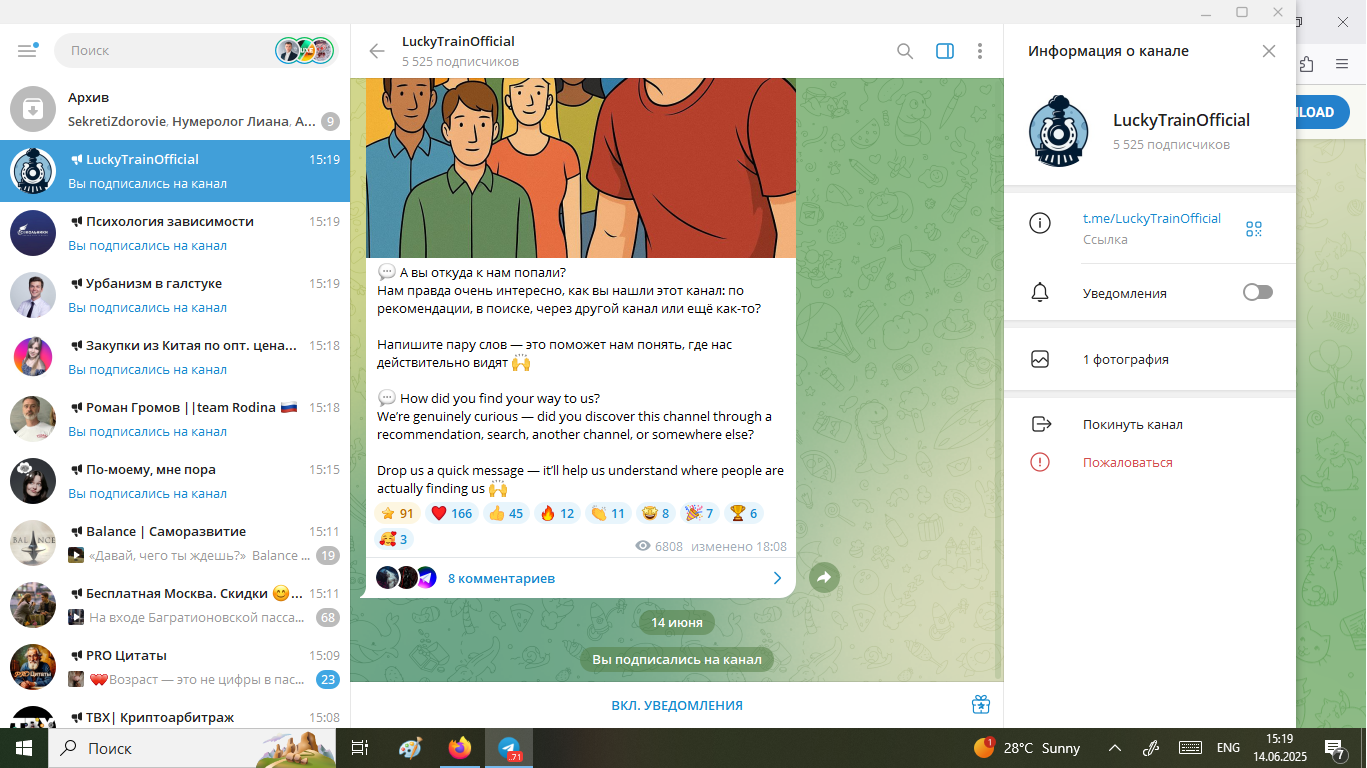 Поиск
Архив
SekretiZdorovie, Нумеролог Лиана, А...
9
LuckyTrainOfficial
15:19
Вы подписались на канал
Психология зависимости
15:19
Вы подписались на канал
Урбанизм в галстуке
15:19
Вы подписались на канал
Закупки из Китая по опт. цена...
15:18
Вы подписались на канал
Роман Громов ||team Rodina
15:18
Вы подписались на канал
По-моему, мне пора
15:15
Вы подписались на канал
BALANCE
Balance | Саморазвитие
15:11
«Давай, чего ты ждешь?» Balance ...
19
Бесплатная Москва. Скидки 😊...
15:11
На входе Багратионовской пасса...
68
PRO Цитаты
15:09
❤️Возраст — это не цифры в пас...
23
ТВХ| Криптоарбитраж
15:08
LuckyTrainOfficial
5 525 подписчиков
💬 А вы откуда к нам попали?
Нам правда очень интересно, как вы нашли этот канал: по
рекомендации, в поиске, через другой канал или ещё как-то?
Напишите пару слов — это поможет нам понять, где нас
действительно видят 🙌
💬 How did you find your way to us?
We’re genuinely curious — did you discover this channel through a
recommendation, search, another channel, or somewhere else?
Drop us a quick message — it’ll help us understand where people are
actually finding us 🙌
⭐ 91 ❤️ 166 👍 45 🔥 12 👏 11 🤩 8 🎉 7 🏆 6
🥰 3
6808 изменено 18:08
8 комментариев
14 июня
Вы подписались на канал
ВКЛ. УВЕДОМЛЕНИЯ
Информация о канале
LuckyTrainOfficial
5 525 подписчиков
t.me/LuckyTrainOfficial
Ссылка
Уведомления
1 фотография
Покинуть канал
Пожаловаться
NLOAD
Поиск
.71
1
28°C Sunny
ENG
15:19
14.06.2025
7